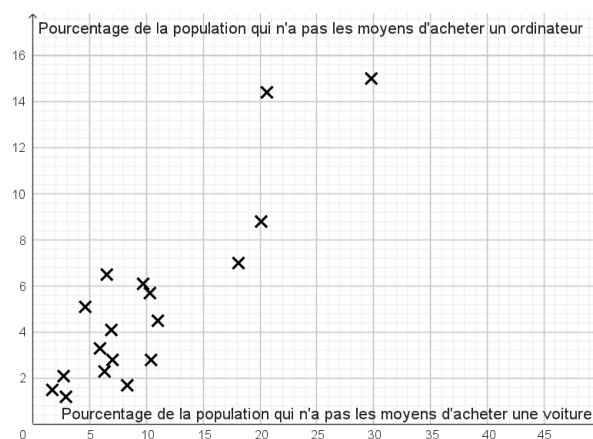 Pourcentage de la population qui n'a pas les moyens d'acheter un ordinateur
16
14
12
10
8
6
4
2
Pourcentage de la population qui n'a pas les moyens d'acheter une voiture
0 5 10 15 20 25 30 35 40 45